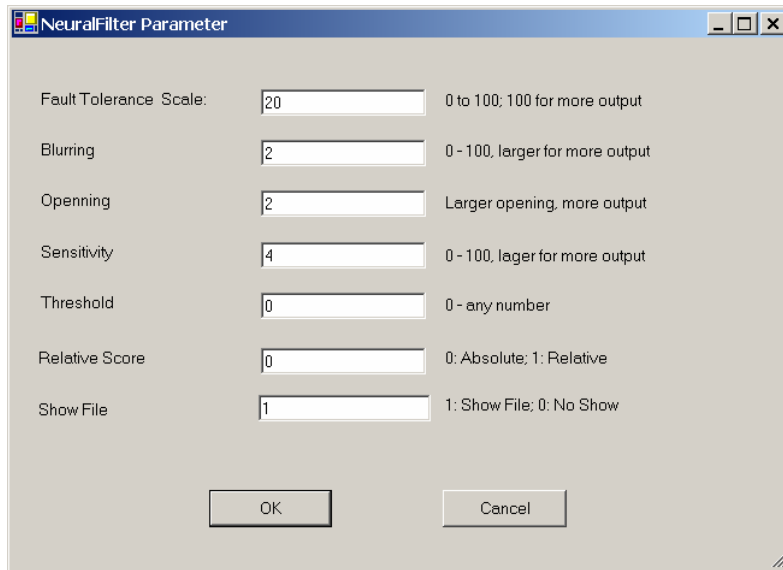 NeuralFilter Parameter
Fault Tolerance Scale: 20 0 to 100; 100 for more output
Blurring 2 0 - 100, larger for more output
Openning 2 Larger opening, more output
Sensitivity 4 0 - 100, lager for more output
Threshold 0 0 - any number
Relative Score 0 0: Absolute; 1: Relative
Show File 1 1: Show File; 0: No Show
OK Cancel